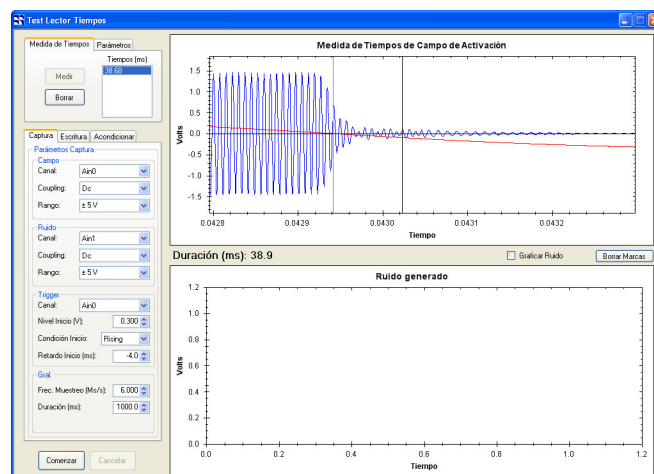 Test Lector Tiempos
Medida de Tiempos
Parámetros
Tiempos (ms)
38.68
Medir
Borrar
Captura
Escritura
Acondicionar
Parámetros Captura
Campo
Canal:
Ain0
Coupling:
Dc
Rango:
± 5 V
Ruido
Canal:
Ain1
Coupling:
Dc
Rango:
± 5 V
Trigger
Canal:
Ain0
Nivel Inicio (V):
0.300
Condición Inicio:
Rising
Retardo Inicio (ms):
-4.0
Gral.
Frec. Muestreo (Ms/s):
6.000
Duración (ms):
1000.0
Comenzar
Cancelar
Medida de Tiempos de Campo de Activación
Volts
1.5
1.0
0.5
0.0
-0.5
-1.0
-1.5
0.0428
0.0429
0.0430
0.0431
0.0432
Tiempo
Duración (ms): 38.9
Graficar Ruido
Borrar Marcas
Ruido generado
Volts
1.2
1.0
0.8
0.6
0.4
0.2
0.0
0.0
0.2
0.4
0.6
0.8
1.0
1.2
Tiempo